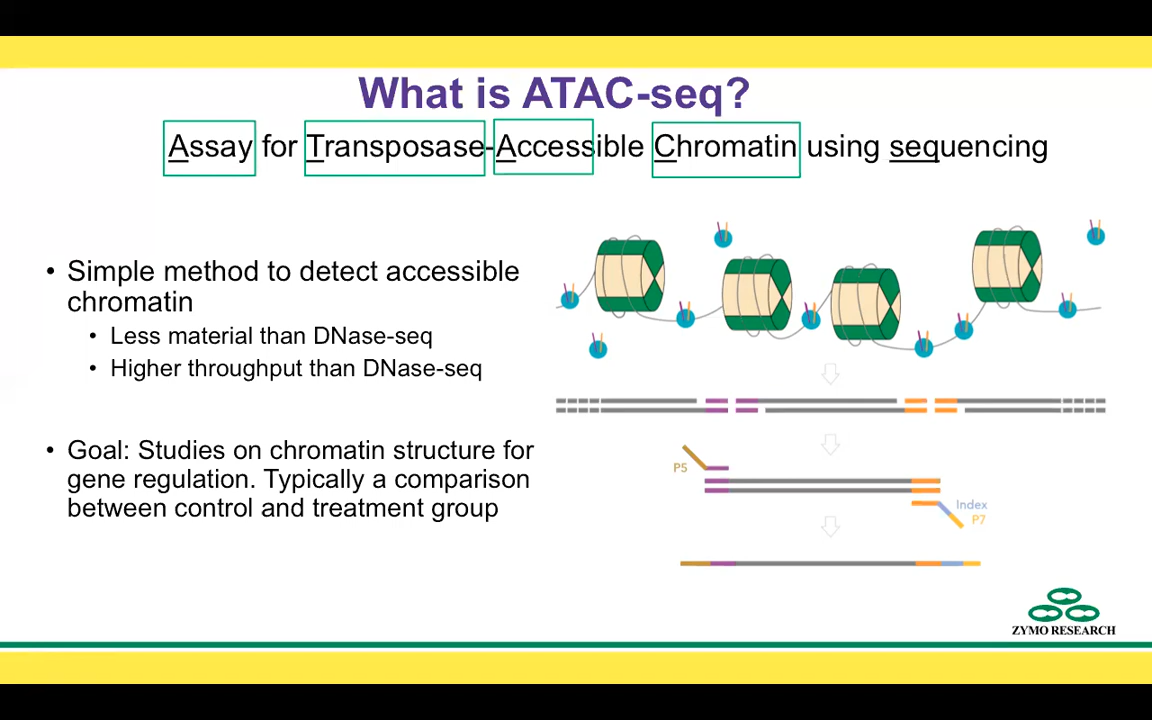 What is ATAC-seq?
Assay for Transposase-Accessible Chromatin using sequencing
• Simple method to detect accessible
chromatin
• Less material than DNase-seq
• Higher throughput than DNase-seq
• Goal: Studies on chromatin structure for
gene regulation. Typically a comparison
between control and treatment group
P5
Index
P7
ZYMO RESEARCH